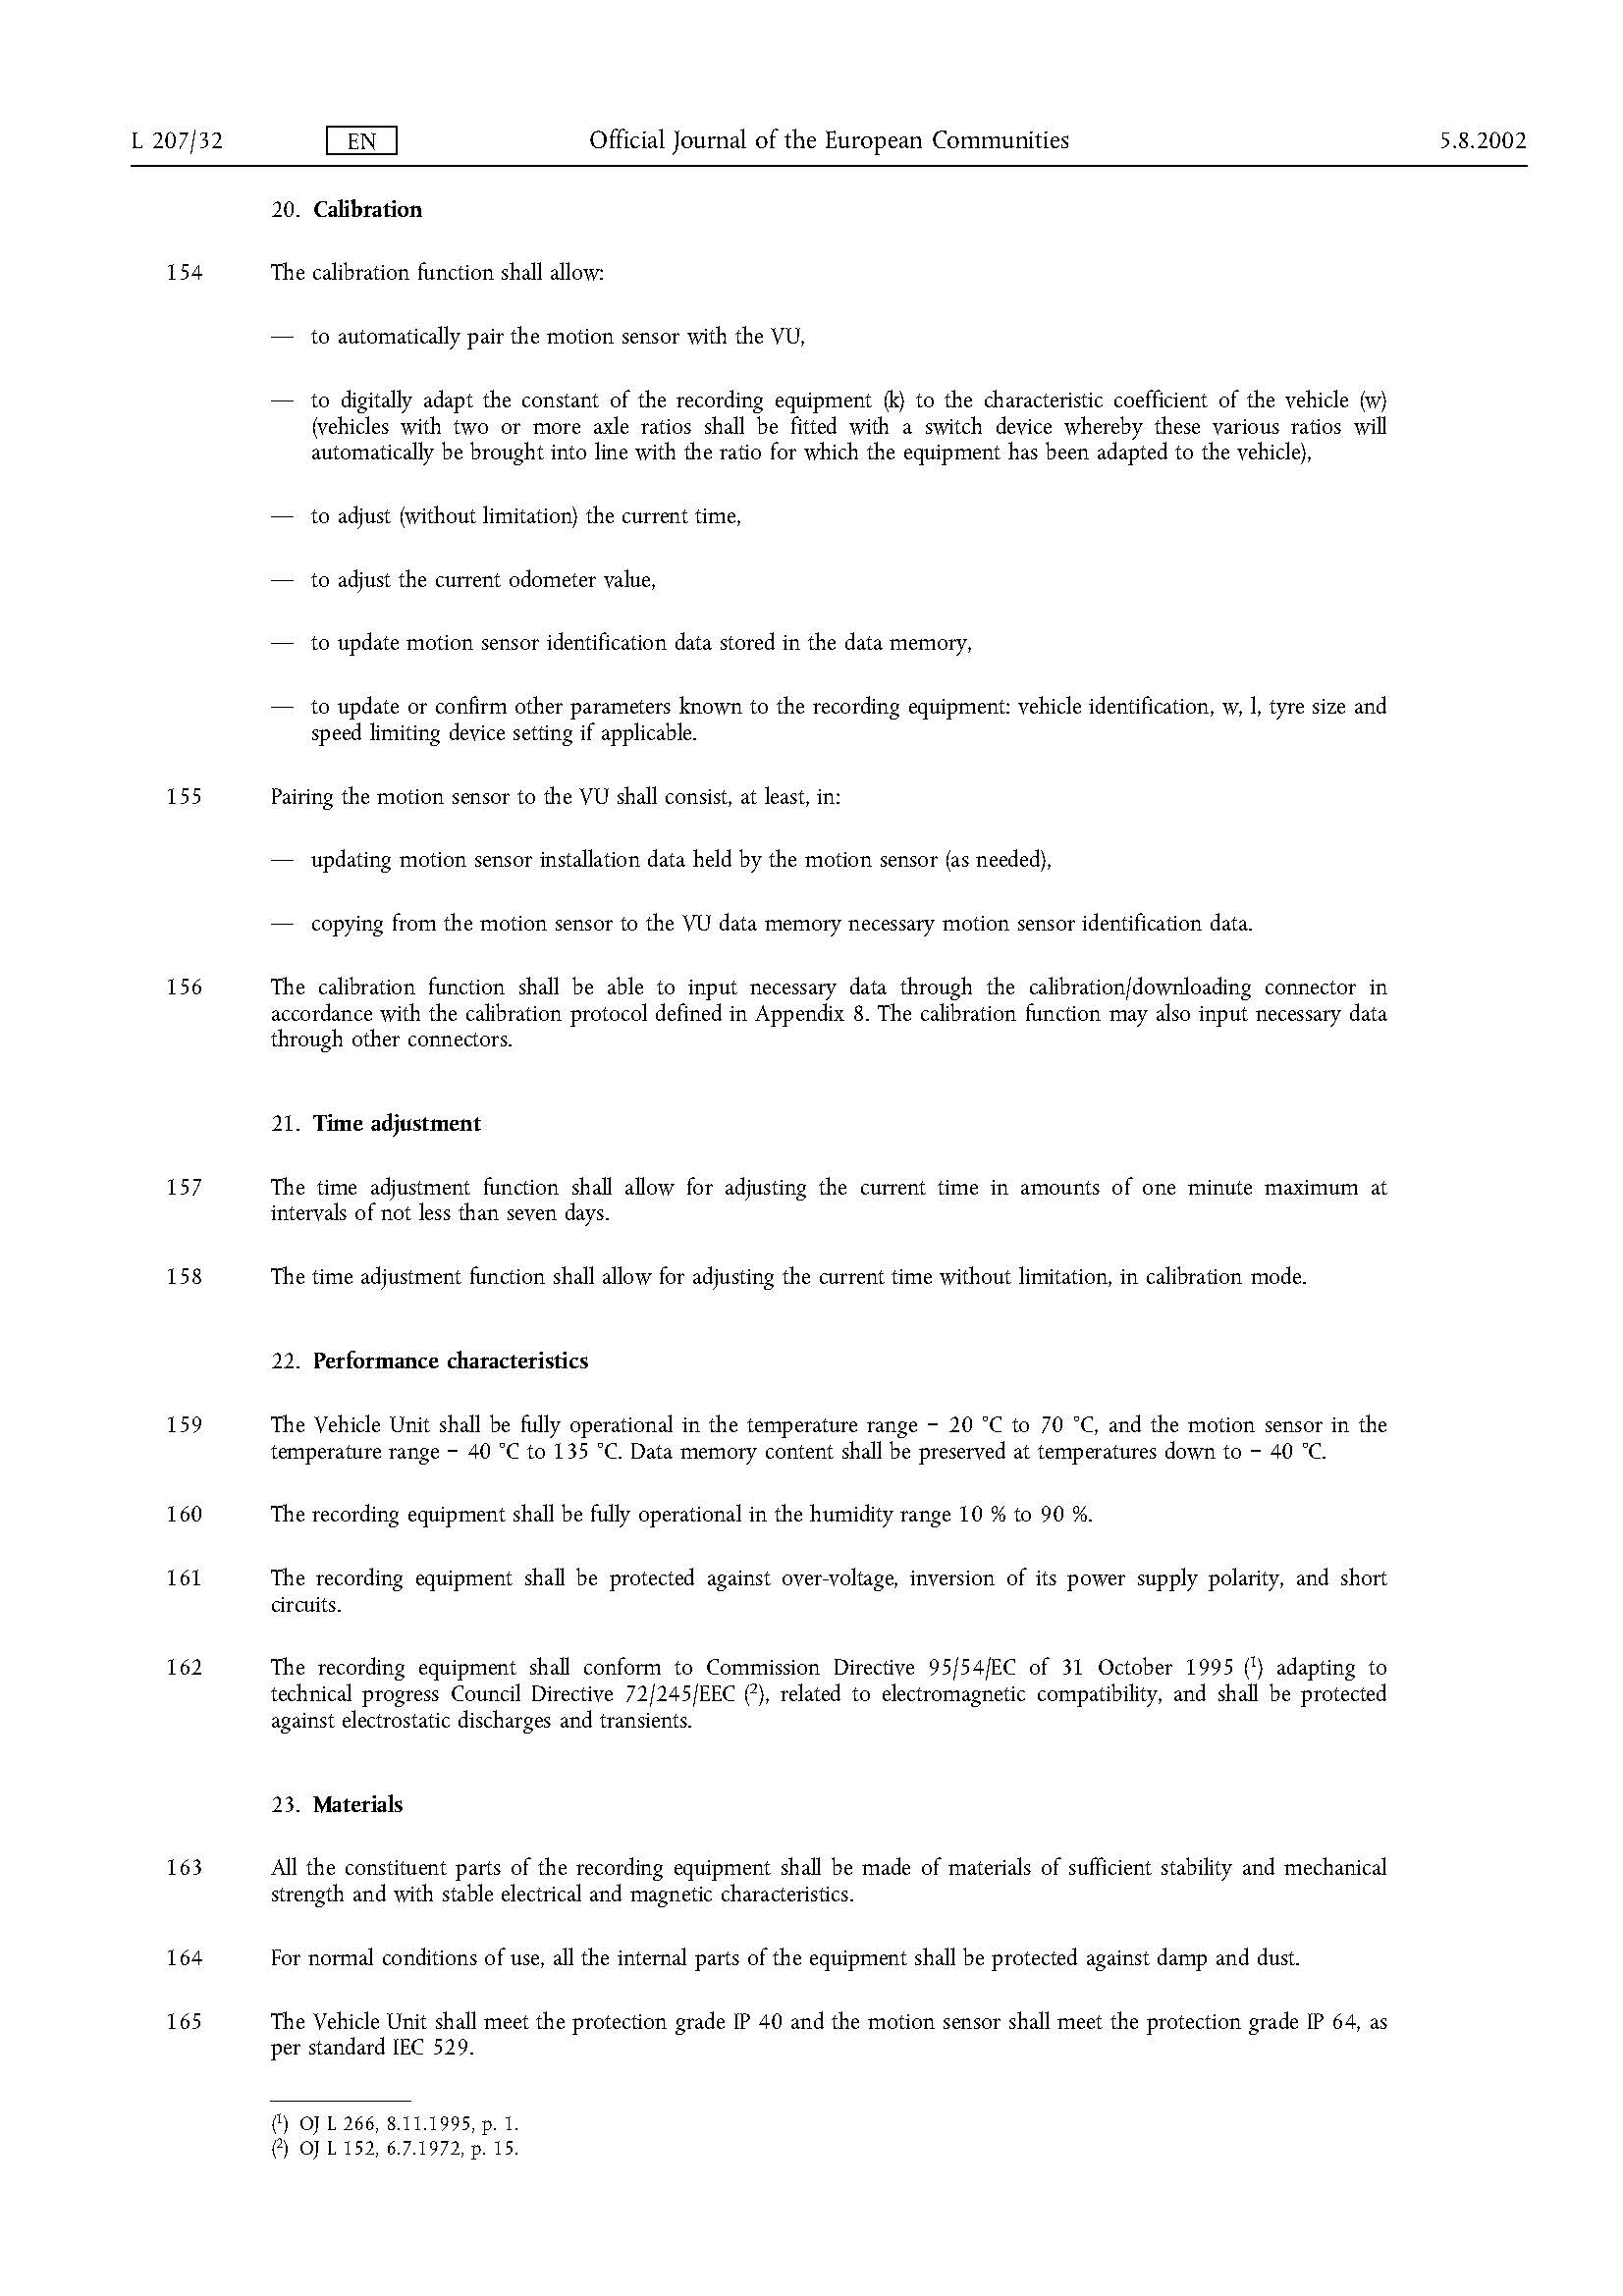 L 207/32 EN Official Journal of the European Communities 5.8.2002
20. Calibration
154 The calibration function shall allow:
— to automatically pair the motion sensor with the VU,
— to digitally adapt the constant of the recording equipment (k) to the characteristic coefficient of the vehicle (w)
(vehicles with two or more axle ratios shall be fitted with a switch device whereby these various ratios will
automatically be brought into line with the ratio for which the equipment has been adapted to the vehicle),
— to adjust (without limitation) the current time,
— to adjust the current odometer value,
— to update motion sensor identification data stored in the data memory,
— to update or confirm other parameters known to the recording equipment: vehicle identification, w, l, tyre size and
speed limiting device setting if applicable.
155 Pairing the motion sensor to the VU shall consist, at least, in:
— updating motion sensor installation data held by the motion sensor (as needed),
— copying from the motion sensor to the VU data memory necessary motion sensor identification data.
156 The calibration function shall be able to input necessary data through the calibration/downloading connector in
accordance with the calibration protocol defined in Appendix 8. The calibration function may also input necessary data
through other connectors.
21. Time adjustment
157 The time adjustment function shall allow for adjusting the current time in amounts of one minute maximum at
intervals of not less than seven days.
158 The time adjustment function shall allow for adjusting the current time without limitation, in calibration mode.
22. Performance characteristics
159 The Vehicle Unit shall be fully operational in the temperature range – 20 °C to 70 °C, and the motion sensor in the
temperature range – 40 °C to 135 °C. Data memory content shall be preserved at temperatures down to – 40 °C.
160 The recording equipment shall be fully operational in the humidity range 10 % to 90 %.
161 The recording equipment shall be protected against over-voltage, inversion of its power supply polarity, and short
circuits.
162 The recording equipment shall conform to Commission Directive 95/54/EC of 31 October 1995 (¹) adapting to
technical progress Council Directive 72/245/EEC (²), related to electromagnetic compatibility, and shall be protected
against electrostatic discharges and transients.
23. Materials
163 All the constituent parts of the recording equipment shall be made of materials of sufficient stability and mechanical
strength and with stable electrical and magnetic characteristics.
164 For normal conditions of use, all the internal parts of the equipment shall be protected against damp and dust.
165 The Vehicle Unit shall meet the protection grade IP 40 and the motion sensor shall meet the protection grade IP 64, as
per standard IEC 529.
(¹) OJ L 266, 8.11.1995, p. 1.
(²) OJ L 152, 6.7.1972, p. 15.